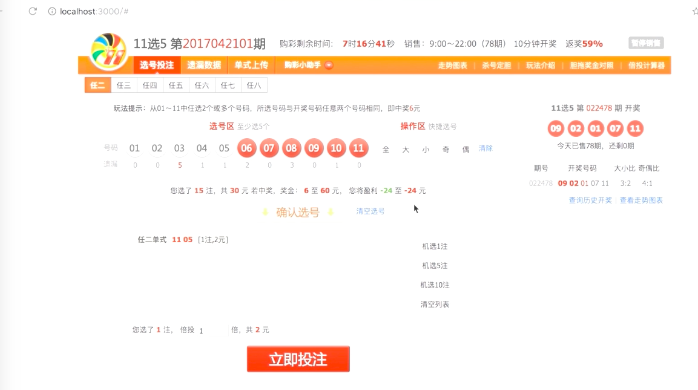 localhost:3000/#
11选5 第2017042101期 购彩剩余时间： 7时16分41秒 销售：9:00~22:00（78期） 10分钟开奖 返奖59%
选号投注 遗漏数据 单式上传 购彩小助手 走势图表 杀号定胆 玩法介绍 倍投计算器
任二 任三 任四 任五 任六 任七 任八
玩法提示：从01~11中任选2个或多个号码，所选号码与开奖号码任意两个号码相同，即中奖6元
选号区 至少选5个 操作区 快捷选号
号码 01 02 03 04 05 06 07 08 09 10 11 全 大 小 奇 偶 清除
遗漏 0 0 5 1 1 2 0 3 0 1 0
您选了 15 注，共 30 元 若中奖，奖金： 6 至 60 元， 您将盈利 -24 至 -24 元
确认选号 清空选号
任二单式 11 05 [1注,2元]
机选1注
机选5注
机选10注
清空列表
您选了 1 注， 倍投 1 倍，共 2 元
立即投注
11选5 第 022478 期 开奖
09 02 01 07 11
今天已售78期，还剩0期
期号 开奖号码 大小比 奇偶比
022478 09 02 01 07 11 3:2 4:1
查询历史开奖 查看走势图表